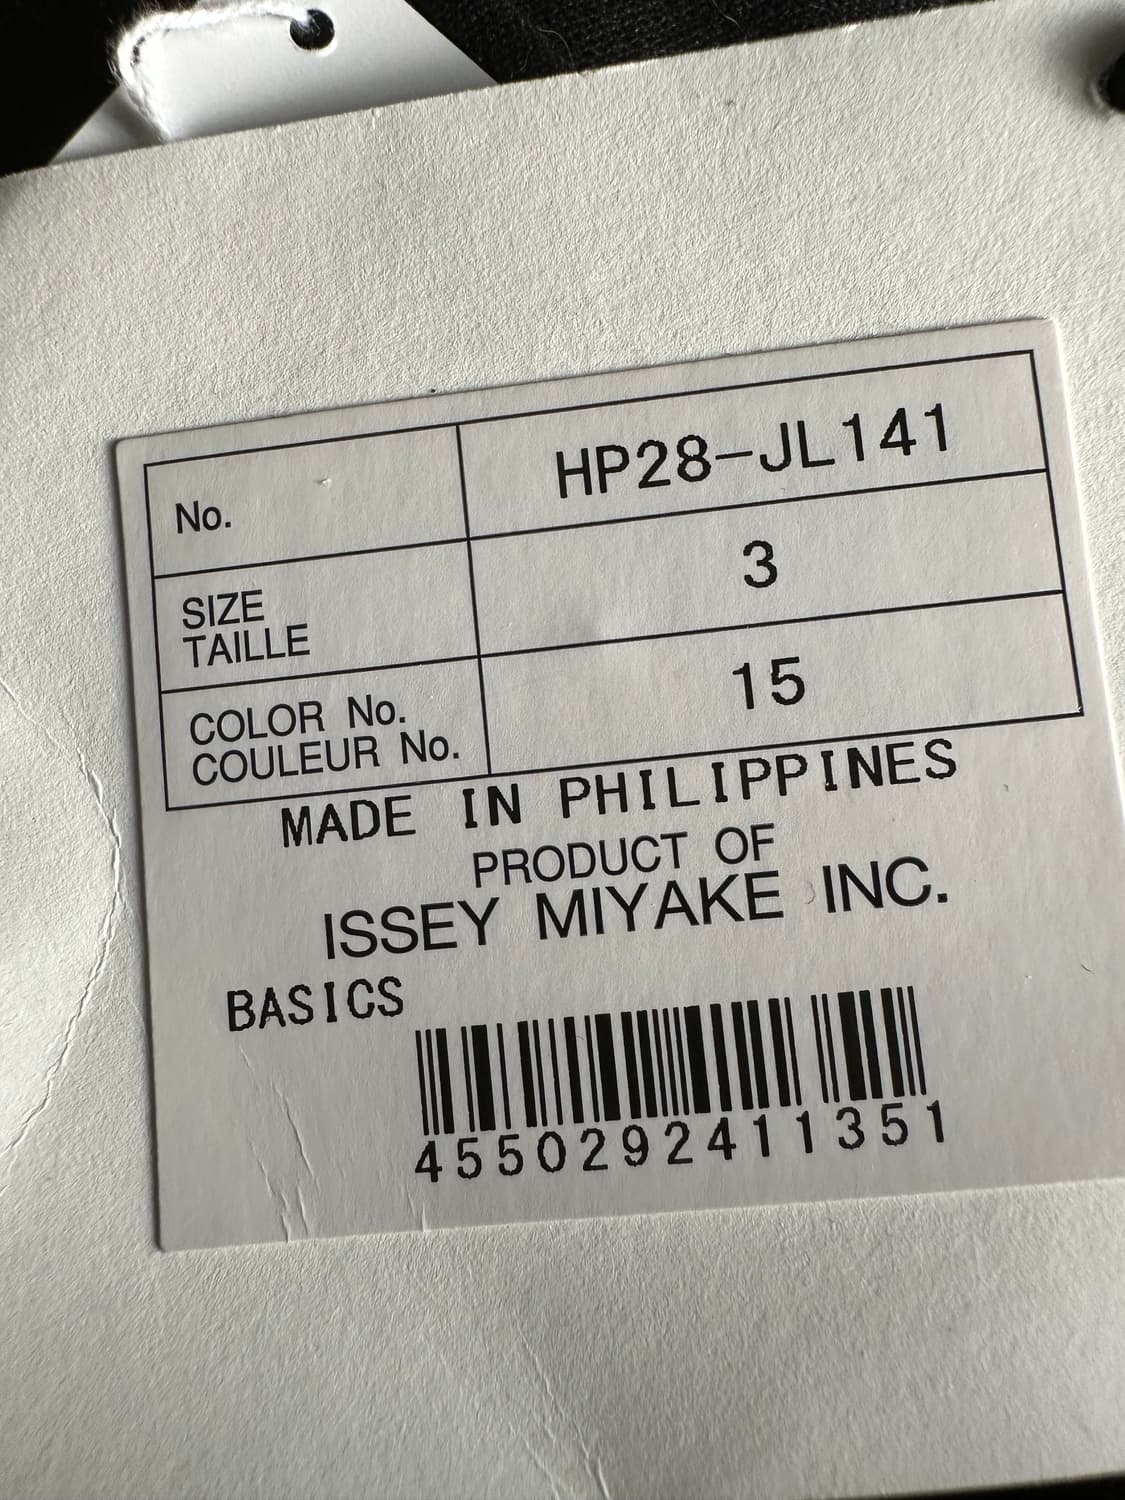 No. HP28-JL141
SIZE
TAILLE
3
COLOR No.
COULEUR No.
15
MADE IN PHILIPPINES
PRODUCT OF
ISSEY MIYAKE INC.
BASICS
4550292411351